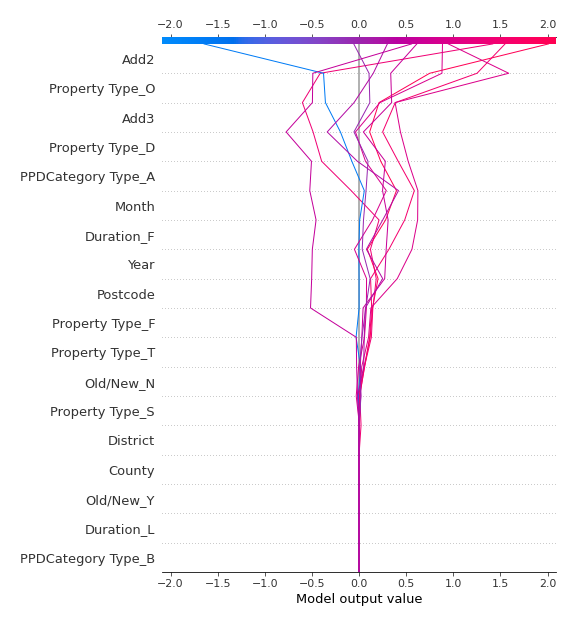 −2.0 −1.5 −1.0 −0.5 0.0 0.5 1.0 1.5 2.0
Add2
Property Type_O
Add3
Property Type_D
PPDCategory Type_A
Month
Duration_F
Year
Postcode
Property Type_F
Property Type_T
Old/New_N
Property Type_S
District
County
Old/New_Y
Duration_L
PPDCategory Type_B
−2.0 −1.5 −1.0 −0.5 0.0 0.5 1.0 1.5 2.0
Model output value